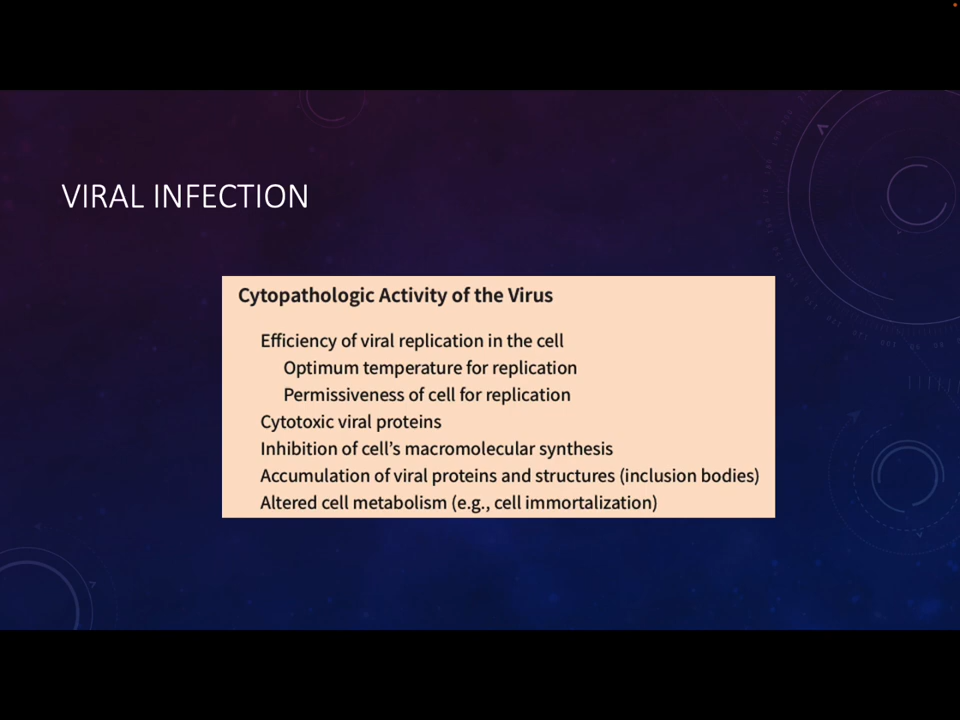 VIRAL INFECTION
Cytopathologic Activity of the Virus
Efficiency of viral replication in the cell
Optimum temperature for replication
Permissiveness of cell for replication
Cytotoxic viral proteins
Inhibition of cell’s macromolecular synthesis
Accumulation of viral proteins and structures (inclusion bodies)
Altered cell metabolism (e.g., cell immortalization)